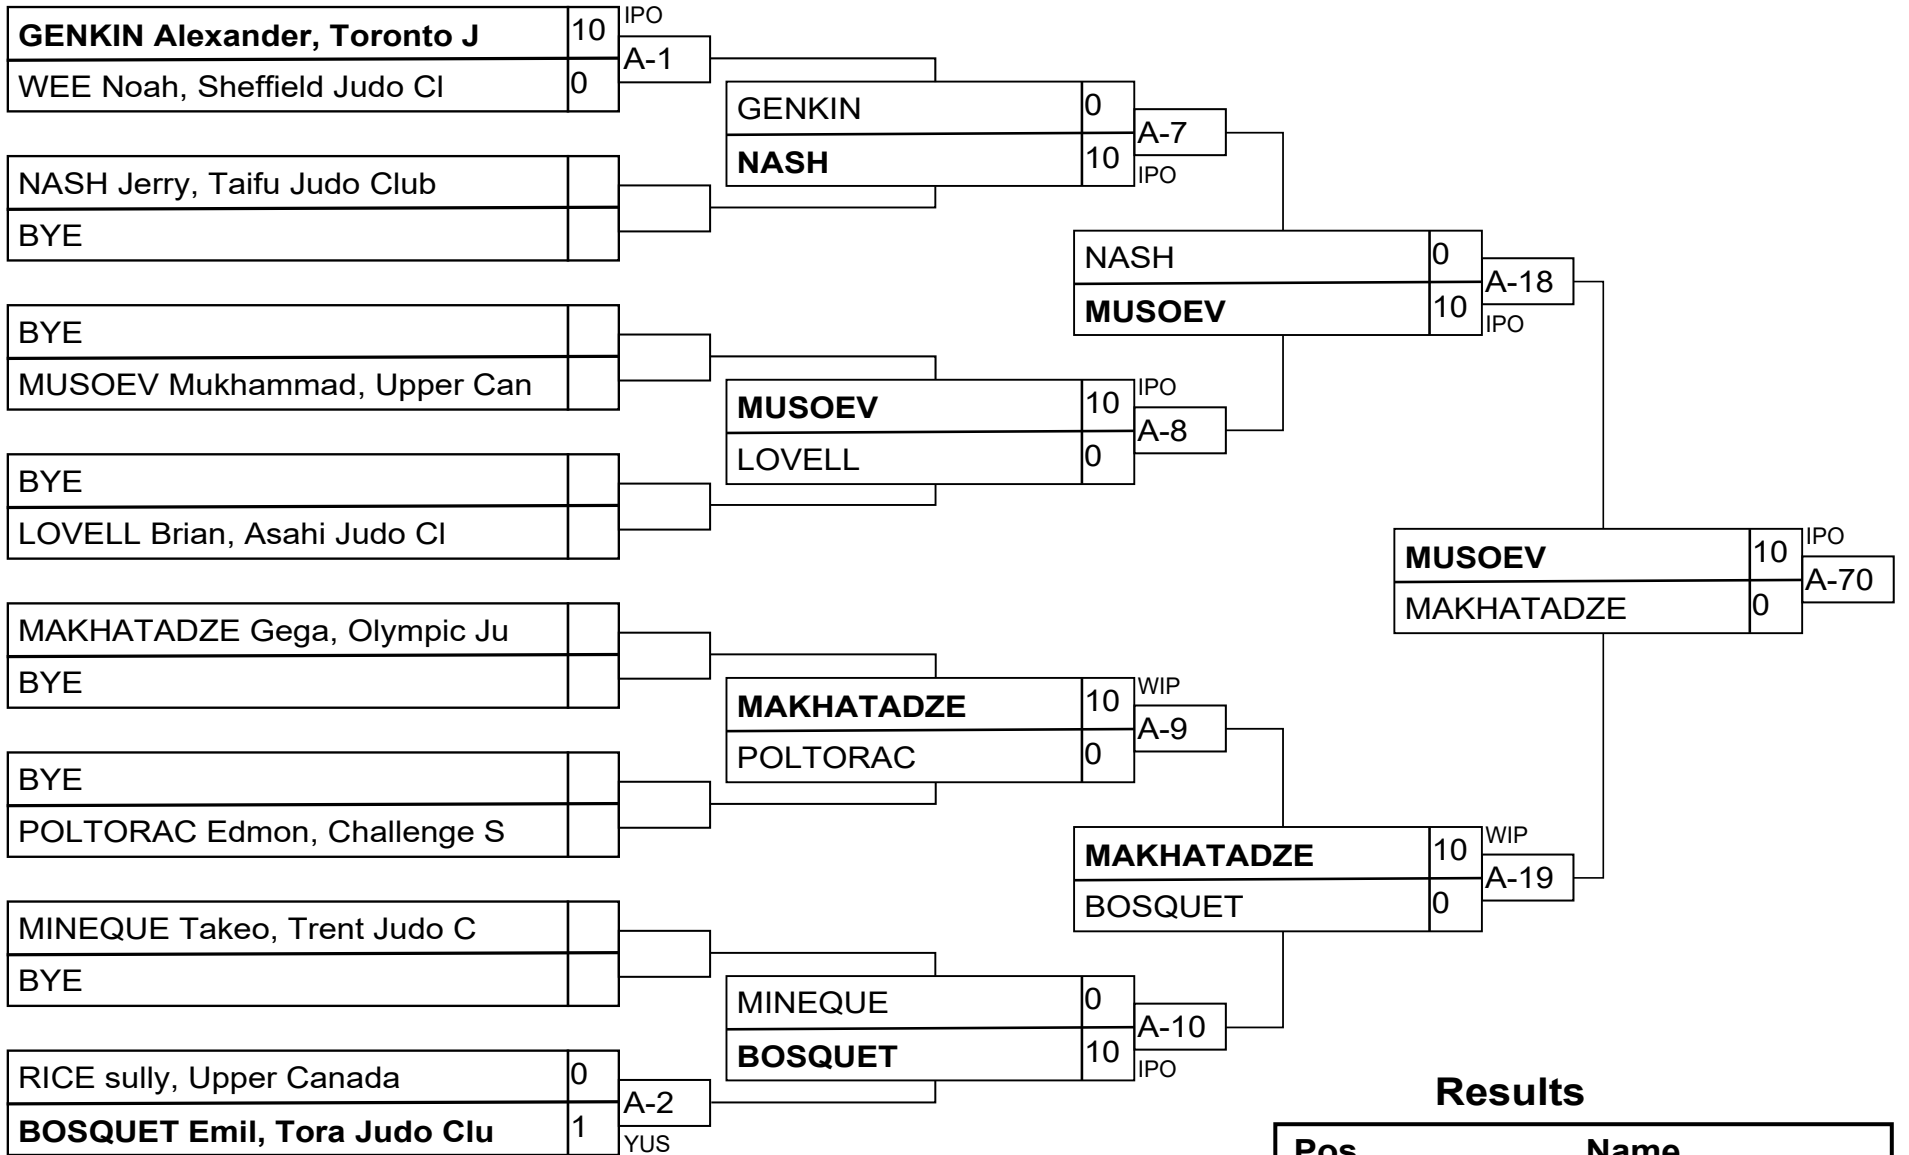 GENKIN Alexander, Toronto J 10 IPO
A-1
WEE Noah, Sheffield Judo Cl 0
NASH Jerry, Taifu Judo Club
BYE
BYE
MUSOEV Mukhammad, Upper Can
BYE
LOVELL Brian, Asahi Judo Cl
MAKHATADZE Gega, Olympic Ju
BYE
BYE
POLTORAC Edmon, Challenge S
MINEQUE Takeo, Trent Judo C
BYE
RICE sully, Upper Canada 0
A-2
BOSQUET Emil, Tora Judo Clu 1 YUS
GENKIN 0
A-7
NASH 10 IPO
MUSOEV 10 IPO
A-8
LOVELL 0
MAKHATADZE 10 WIP
A-9
POLTORAC 0
MINEQUE 0
A-10
BOSQUET 10 IPO
NASH 0
A-18
MUSOEV 10 IPO
MAKHATADZE 10 WIP
A-19
BOSQUET 0
MUSOEV 10 IPO
A-70
MAKHATADZE 0
Results
Pos Name